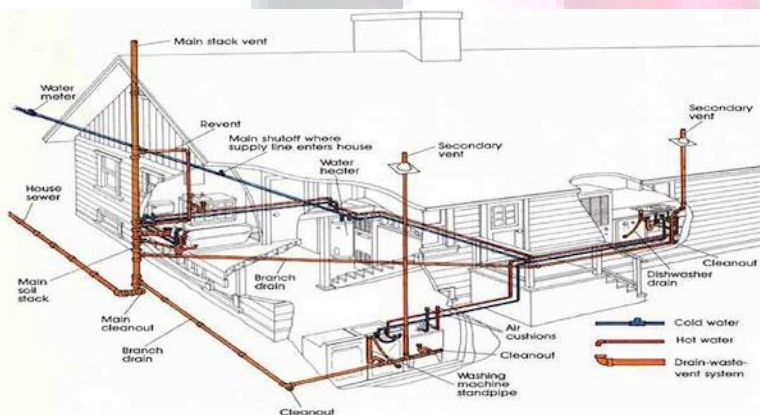 Main stack vent
Water
meter
Revent
Main shutoff where
supply line enters house
Water
heater
Secondary
vent
Secondary
vent
House
sewer
Main
soil
stack
Main
cleanout
Branch
drain
Branch
drain
Cleanout
Dishwasher
drain
Air
cushions
Cleanout
Washing
machine
standpipe
Cleanout
Cold water
Hot water
Drain-waste-
vent system